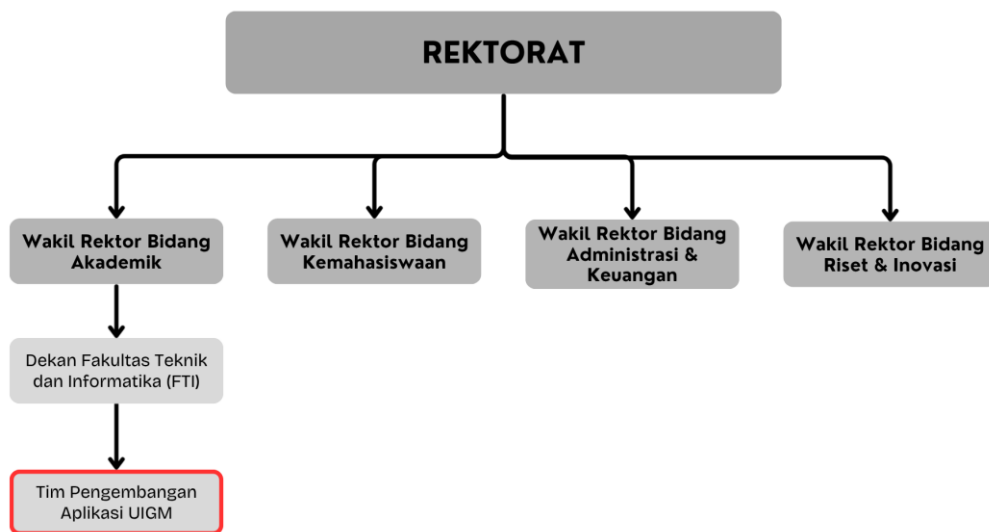 REKTORAT
Wakil Rektor Bidang
Akademik
Wakil Rektor Bidang
Kemahasiswaan
Wakil Rektor Bidang
Administrasi &
Keuangan
Wakil Rektor Bidang
Riset & Inovasi
Dekan Fakultas Teknik
dan Informatika (FTI)
Tim Pengembangan
Aplikasi UIGM